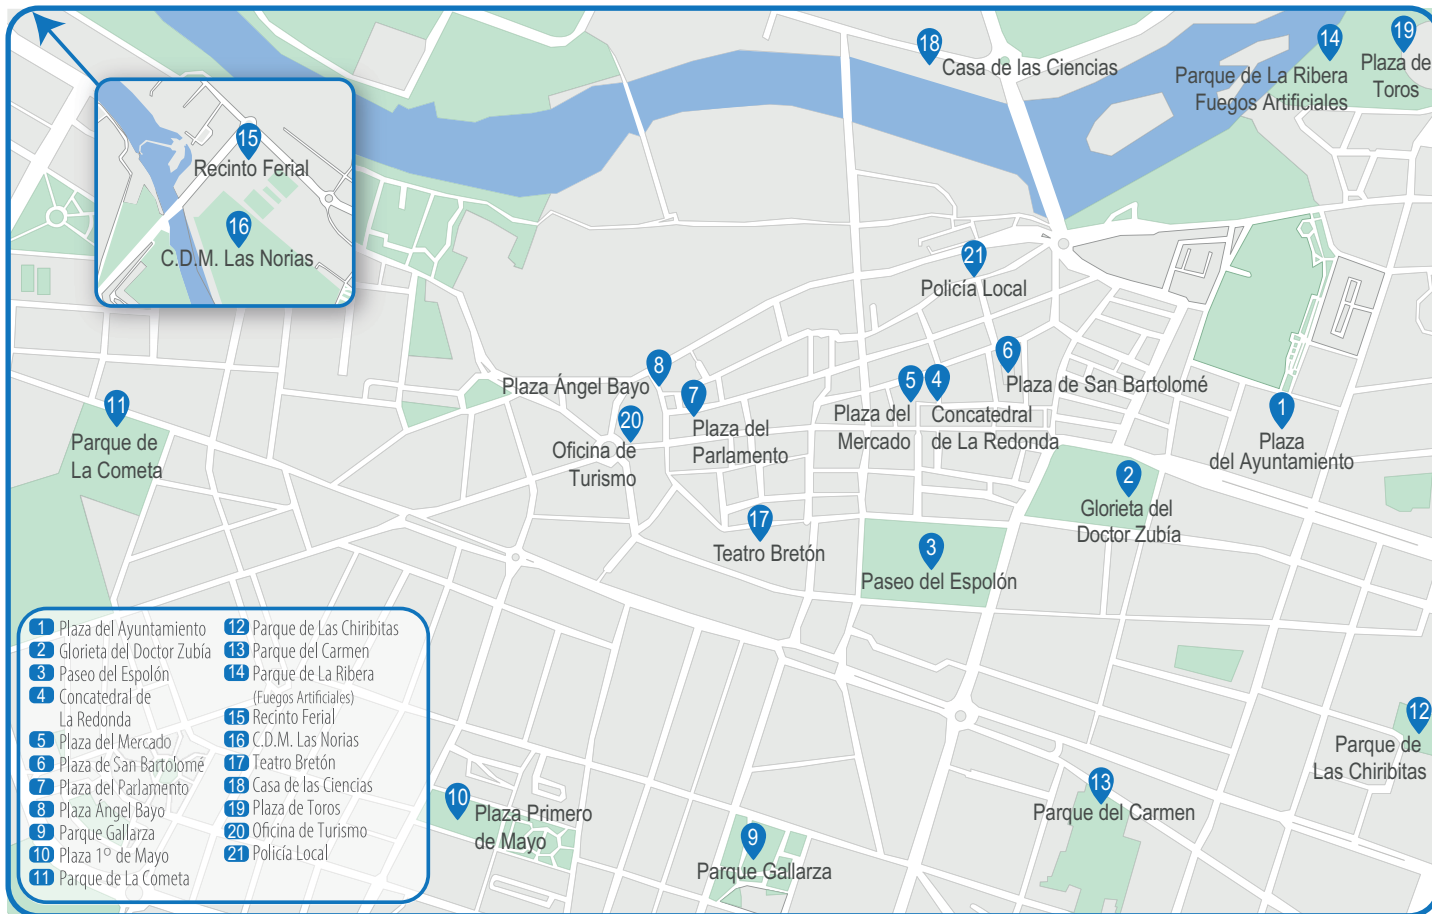 18
Casa de las Ciencias
14
Parque de La Ribera
Fuegos Artificiales
19
Plaza de
Toros
15
Recinto Ferial
16
C.D.M. Las Norias
21
Policía Local
8
Plaza Ángel Bayo
7
Plaza del
Parlamento
20
Oficina de
Turismo
5
Plaza del
Mercado
4
Concatedral
de La Redonda
6
Plaza de San Bartolomé
1
Plaza
del Ayuntamiento
11
Parque de
La Cometa
2
Glorieta del
Doctor Zubía
17
Teatro Bretón
3
Paseo del Espolón
12
Parque de
Las Chiribitas
13
Parque del Carmen
10
Plaza Primero
de Mayo
9
Parque Gallarza
1 Plaza del Ayuntamiento
2 Glorieta del Doctor Zubía
3 Paseo del Espolón
4 Concatedral de
La Redonda
5 Plaza del Mercado
6 Plaza de San Bartolomé
7 Plaza del Parlamento
8 Plaza Ángel Bayo
9 Parque Gallarza
10 Plaza 1º de Mayo
11 Parque de La Cometa
12 Parque de Las Chiribitas
13 Parque del Carmen
14 Parque de La Ribera
(Fuegos Artificiales)
15 Recinto Ferial
16 C.D.M. Las Norias
17 Teatro Bretón
18 Casa de las Ciencias
19 Plaza de Toros
20 Oficina de Turismo
21 Policía Local